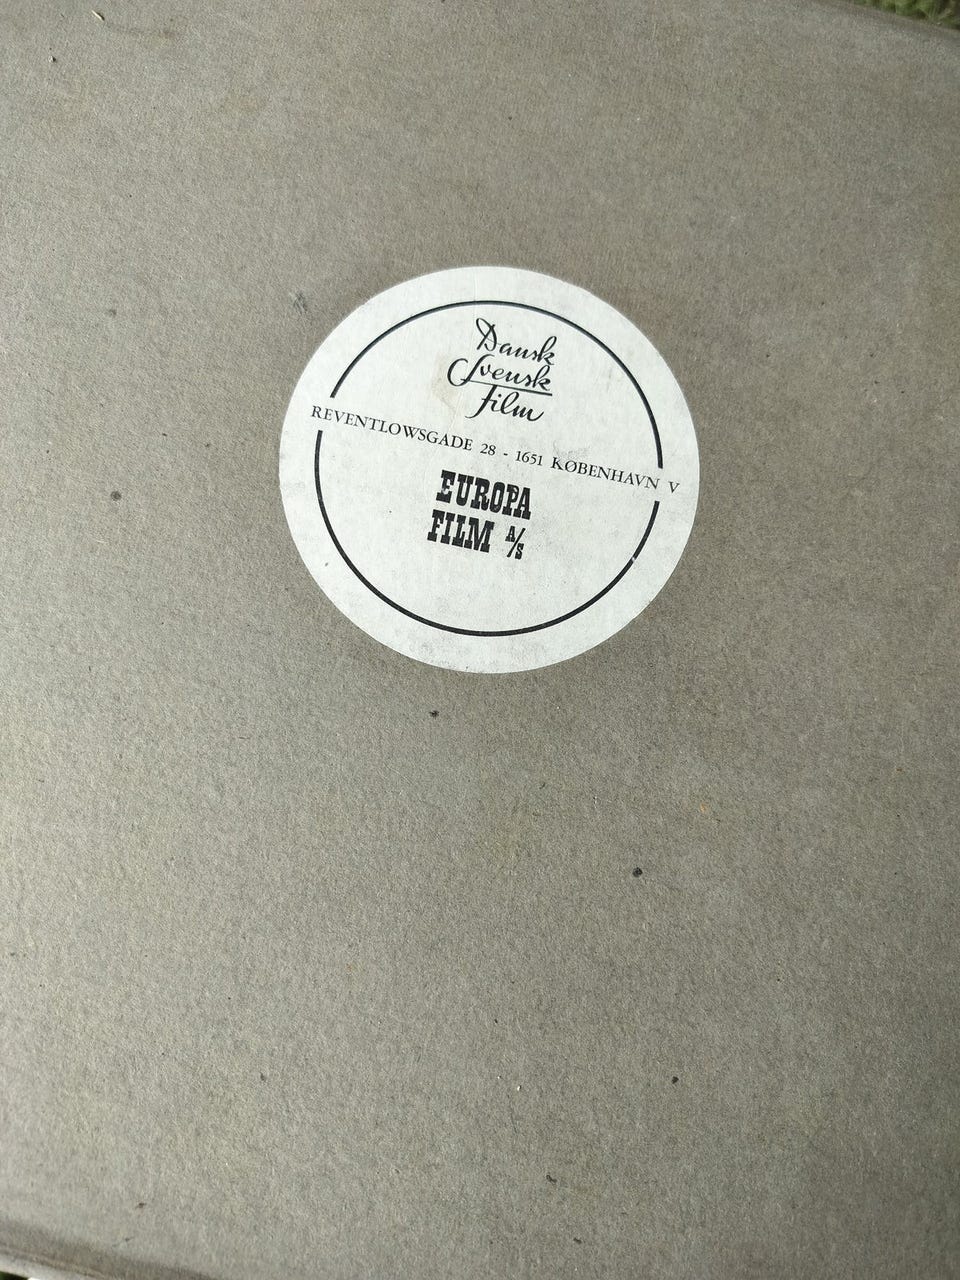 Dansk
Svensk
Film
REVENTLOWSGADE 28 - 1651 KØBENHAVN V
EUROPA
FILM A/S